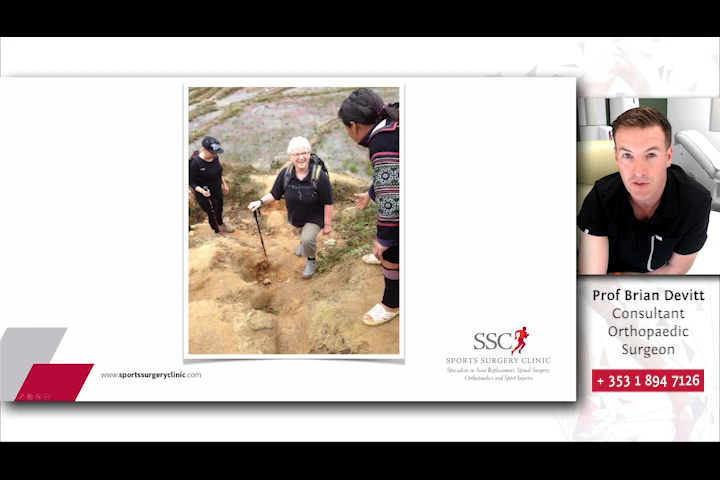 SSC
SPORTS SURGERY CLINIC
Specialists in Joint Replacement, Spinal Surgery,
Orthopaedics and Sport Injuries
www.sportssurgeryclinic.com
Prof Brian Devitt
Consultant
Orthopaedic
Surgeon
+ 353 1 894 7126